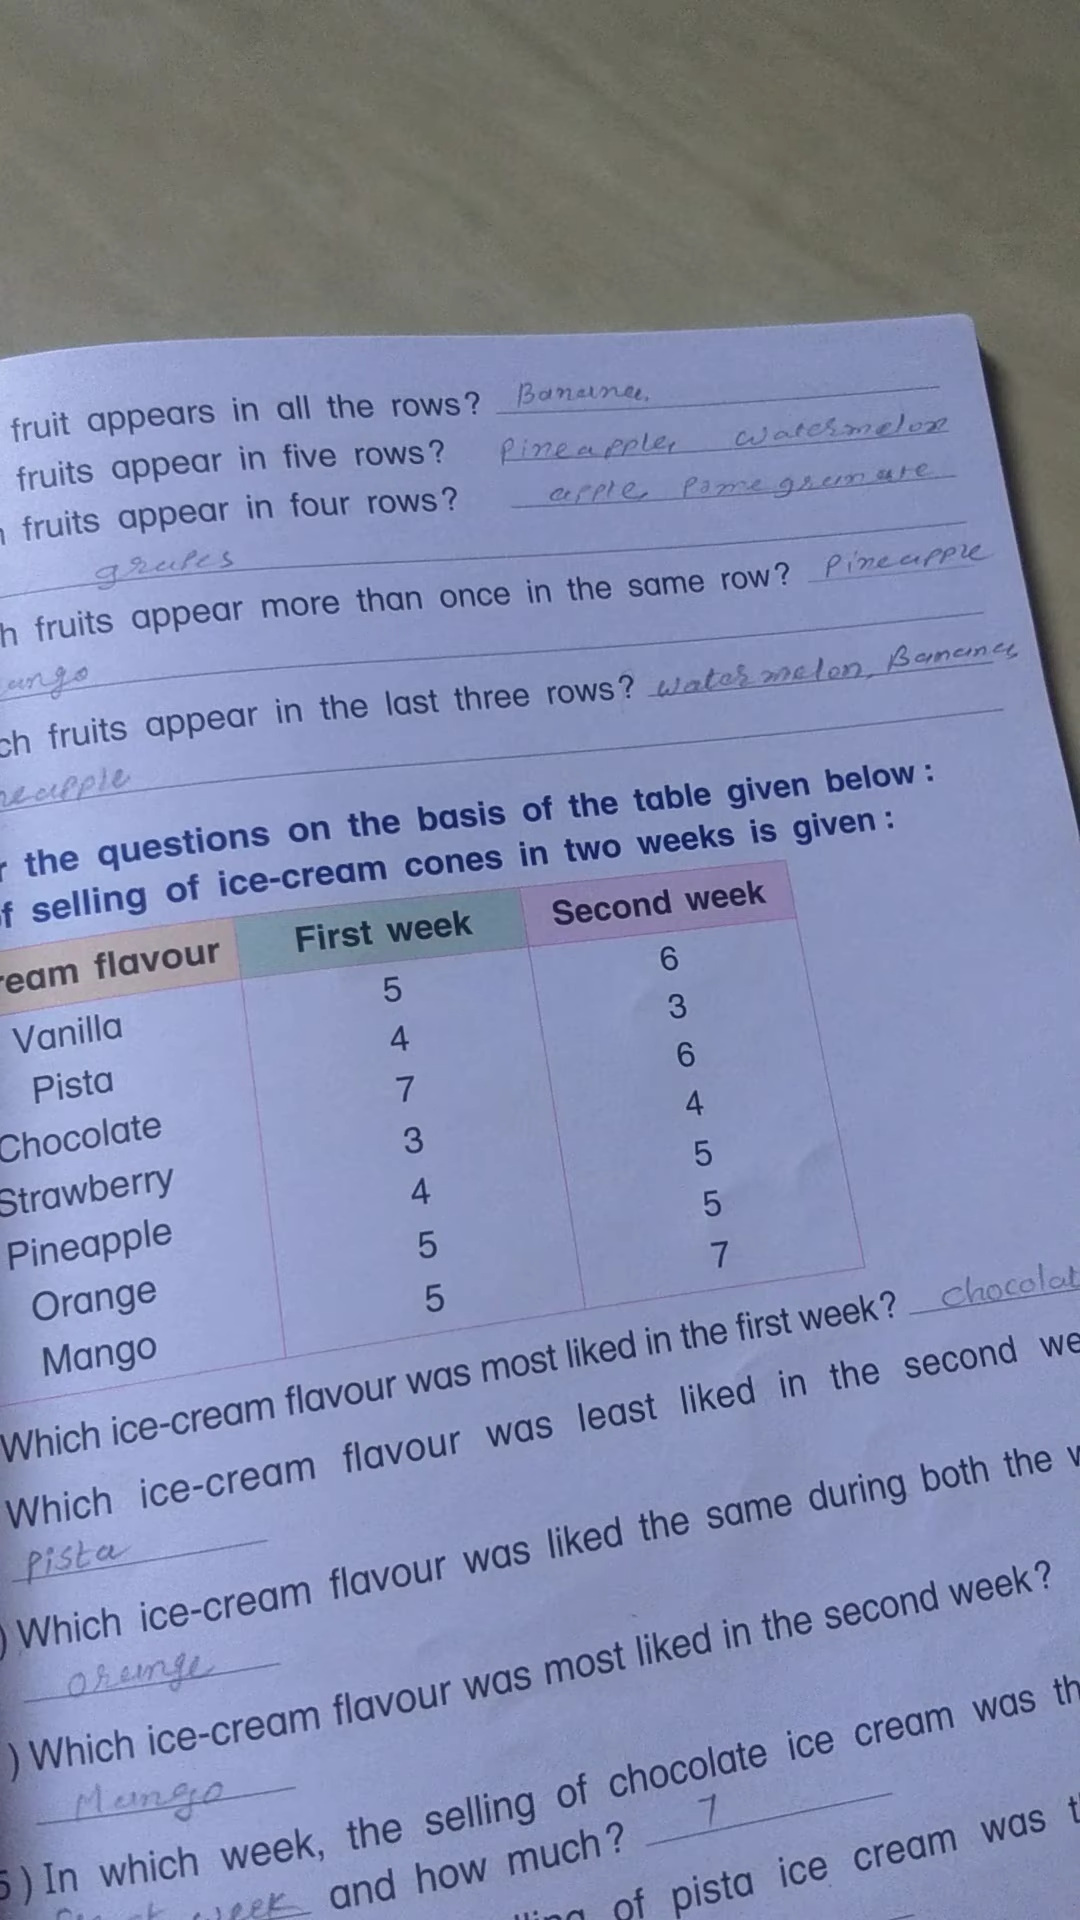 fruit appears in all the rows? Banana,
fruits appear in five rows? Pineapple, watermelon
fruits appear in four rows? apple, pomegranate
grapes
h fruits appear more than once in the same row? Pineapple
ango
ch fruits appear in the last three rows? watermelon, Bananas
neapple
r the questions on the basis of the table given below :
of selling of ice-cream cones in two weeks is given :
ream flavour First week Second week
Vanilla 5 6
Pista 4 3
Chocolate 7 6
Strawberry 3 4
Pineapple 4 5
Orange 5 5
Mango 5 7
Which ice-cream flavour was most liked in the first week? chocolat
Which ice-cream flavour was least liked in the second we
Pista
) Which ice-cream flavour was liked the same during both the w
orange
) Which ice-cream flavour was most liked in the second week?
Mango
5) In which week, the selling of chocolate ice cream was th
week and how much? 7
of pista ice cream was t